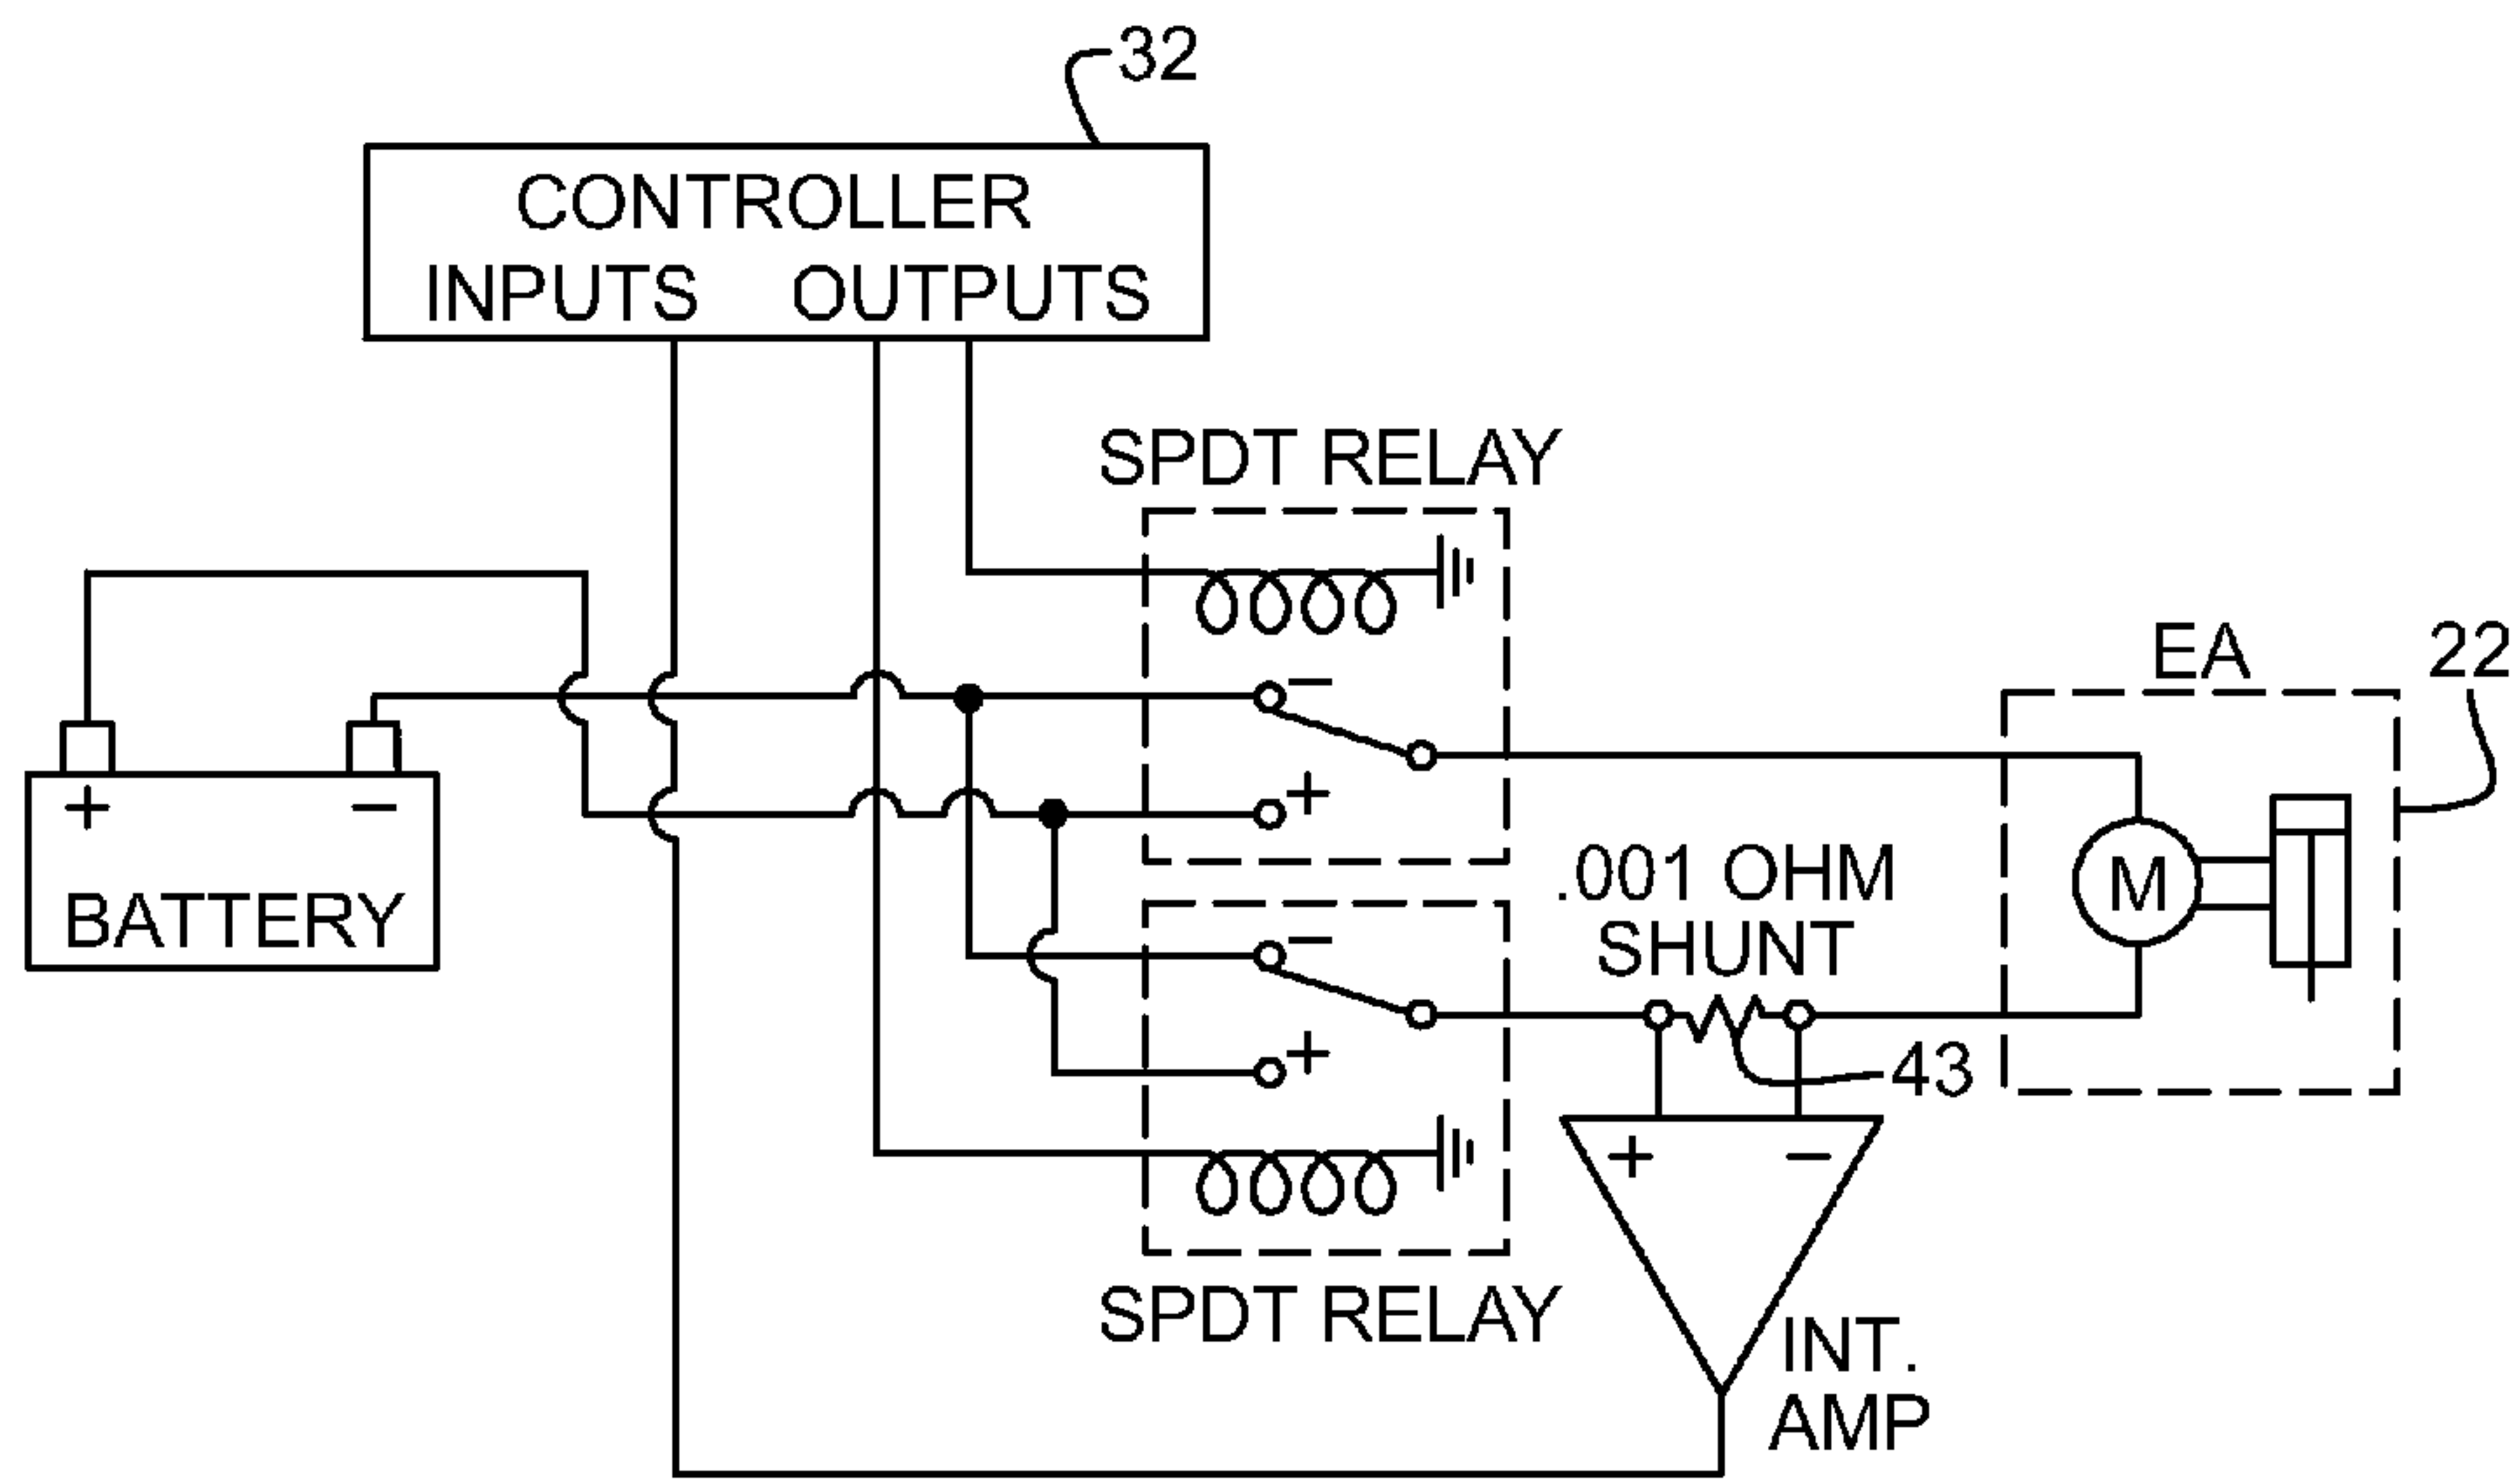 32
CONTROLLER
INPUTS OUTPUTS
SPDT RELAY
EA
22
−
+
+ −
BATTERY
.001 OHM
SHUNT
M
−
+
43
+ −
SPDT RELAY
INT.
AMP